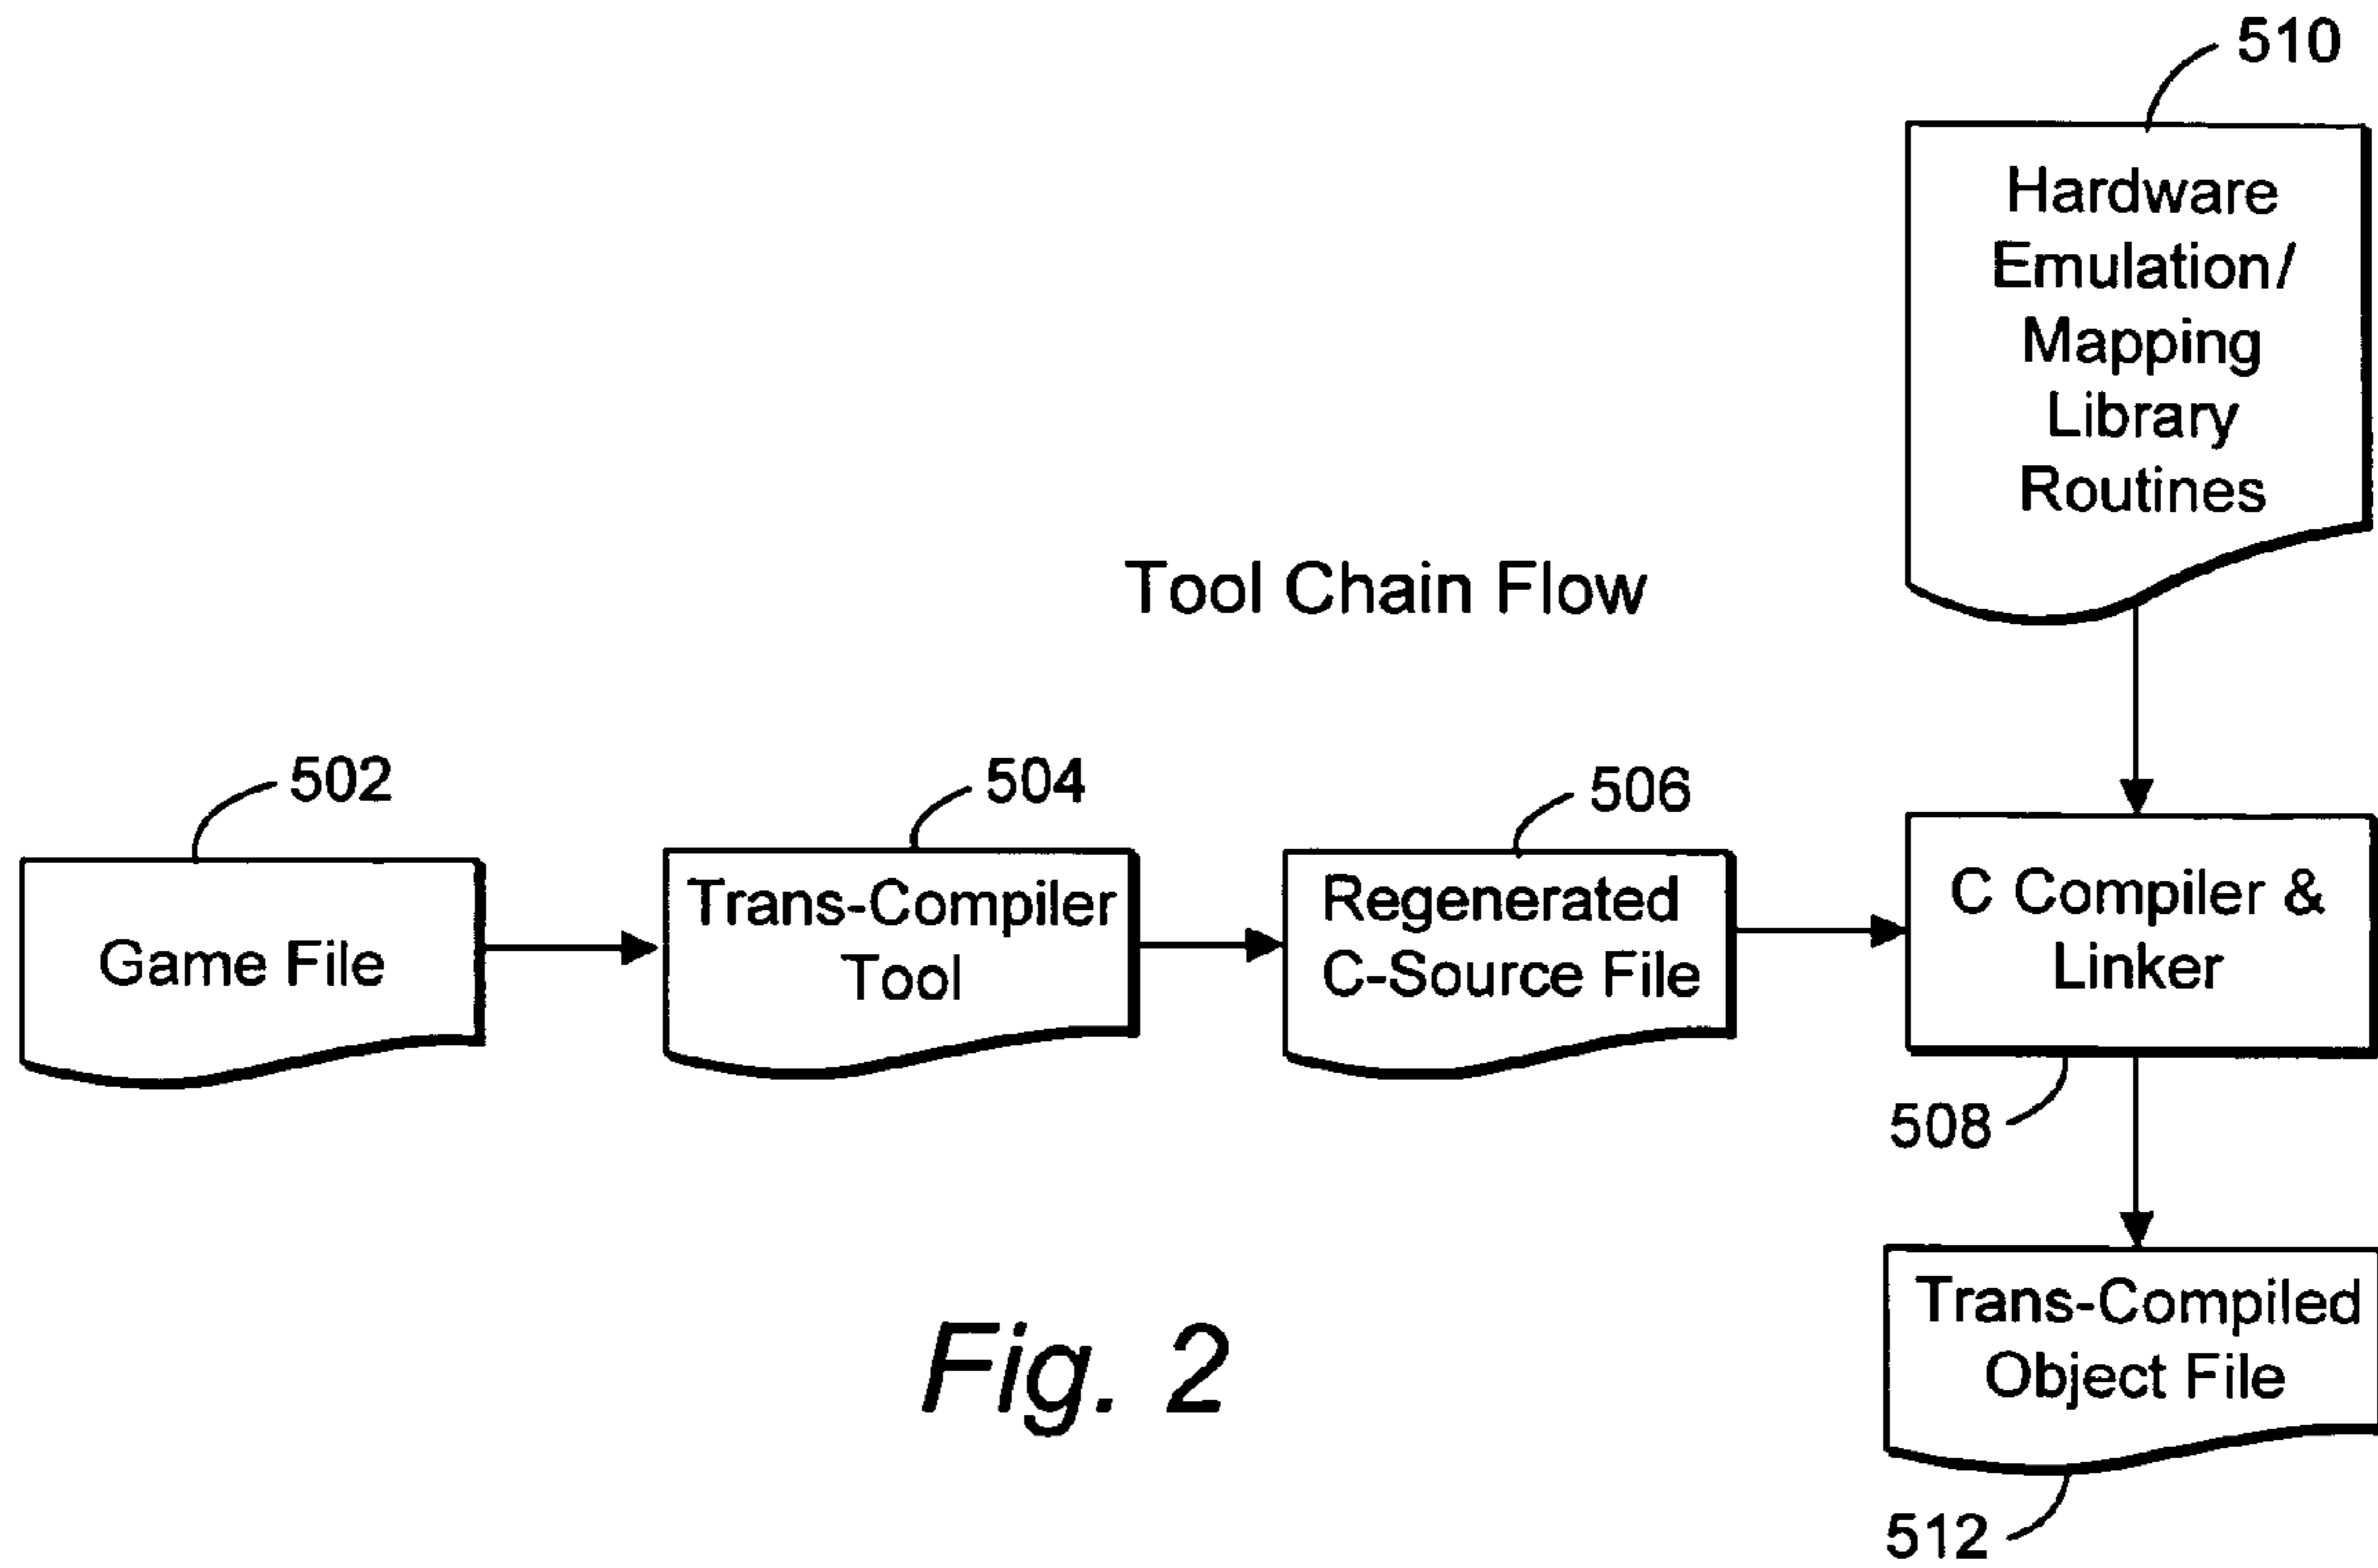 510
Hardware
Emulation/
Mapping
Library
Routines
Tool Chain Flow
502
504
506
Game File
Trans-Compiler
Tool
Regenerated
C-Source File
C Compiler &
Linker
508
Trans-Compiled
Object File
512
Fig. 2